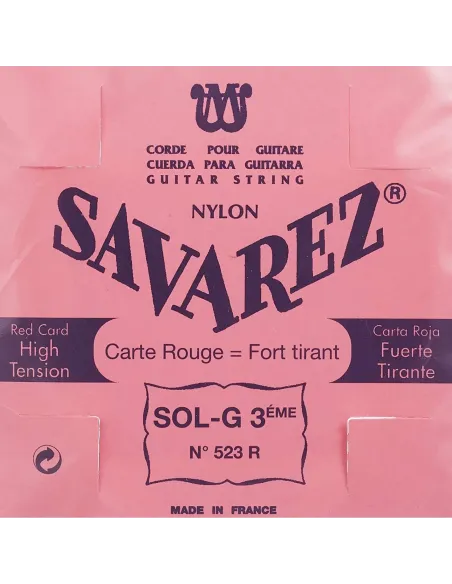 CORDE POUR GUITARE
CUERDA PARA GUITARRA
GUITAR STRING
NYLON
SAVAREZ®
Red Card
High
Tension
Carte Rouge = Fort tirant
Carta Roja
Fuerte
Tirante
SOL-G 3ÉME
N° 523 R
MADE IN FRANCE